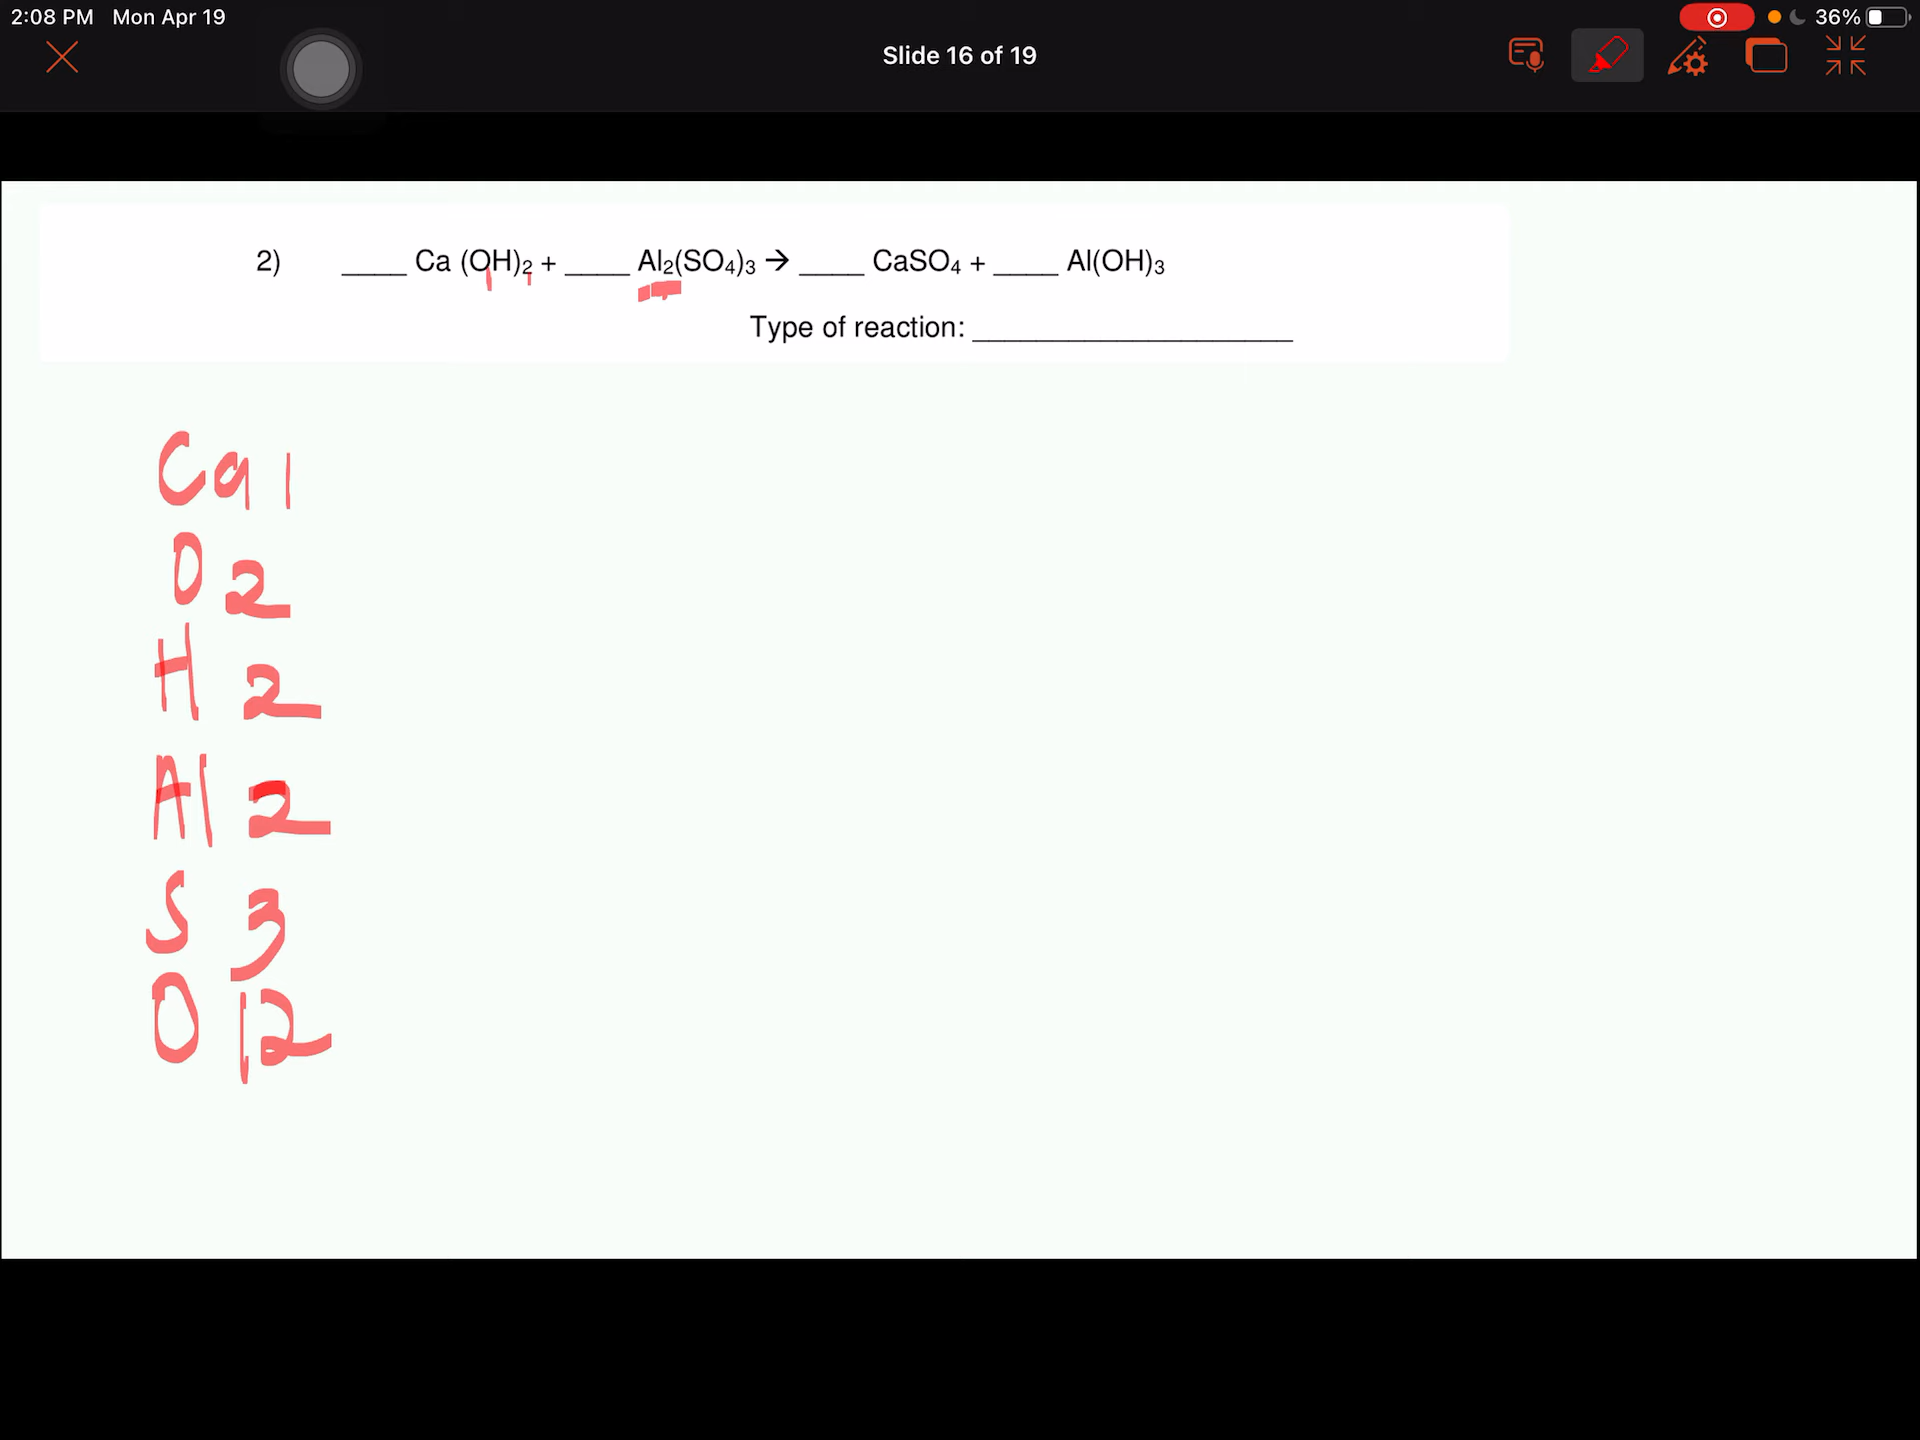 2:08 PM Mon Apr 19
36%
Slide 16 of 19
2) ____ Ca (OH)₂ + ____ Al₂(SO₄)₃ → ____ CaSO₄ + ____ Al(OH)₃
Type of reaction: ____________________
Ca 1
O 2
H 2
Al 2
S 3
O 12